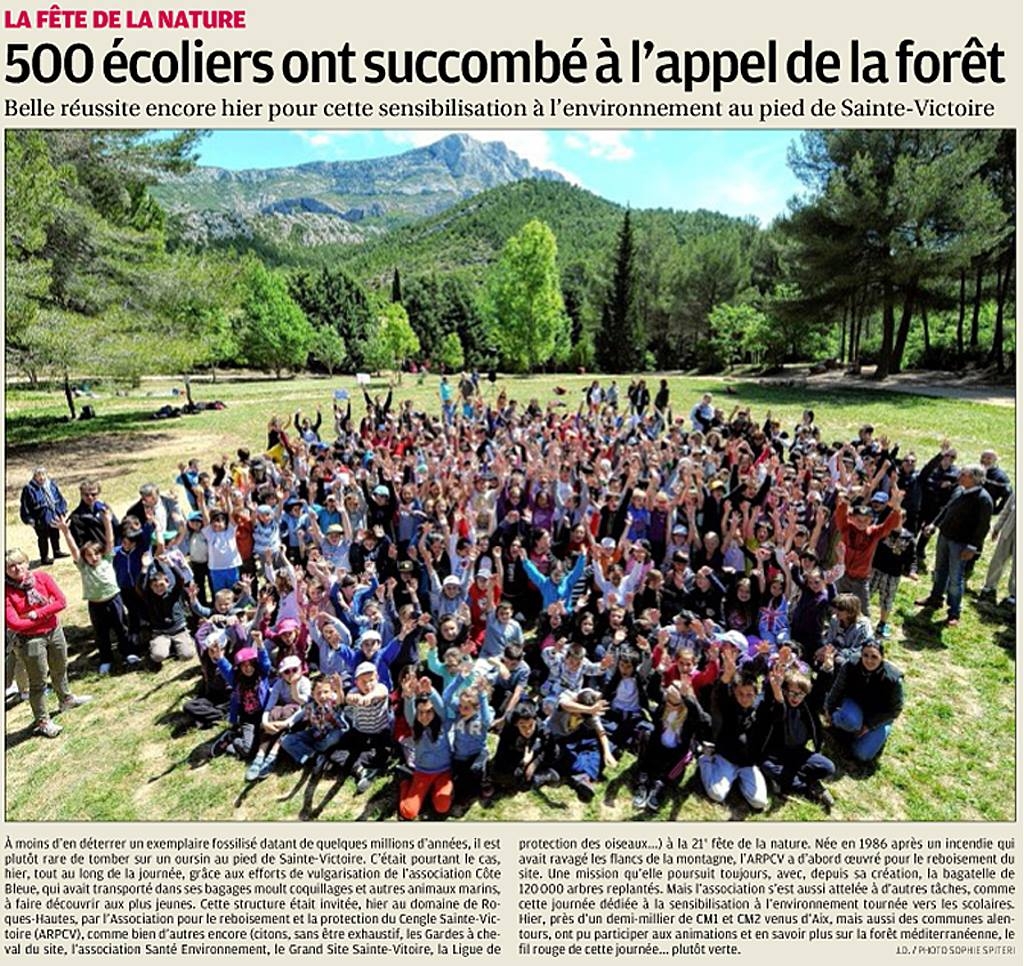 LA FÊTE DE LA NATURE
500 écoliers ont succombé à l'appel de la forêt
Belle réussite encore hier pour cette sensibilisation à l'environnement au pied de Sainte-Victoire
À moins d'en déterrer un exemplaire fossilisé datant de quelques millions d'années, il est
plutôt rare de tomber sur un oursin au pied de Sainte-Victoire. C'était pourtant le cas,
hier, tout au long de la journée, grâce aux efforts de vulgarisation de l'association Côte
Bleue, qui avait transporté dans ses bagages moult coquillages et autres animaux marins,
à faire découvrir aux plus jeunes. Cette structure était invitée, hier au domaine de Ro-
ques-Hautes, par l'Association pour le reboisement et la protection du Cengle Sainte-Vic-
toire (ARPCV), comme bien d'autres encore (citons, sans être exhaustif, les Gardes à che-
val du site, l'association Santé Environnement, le Grand Site Sainte-Vitoire, la Ligue de
protection des oiseaux...) à la 21e fête de la nature. Née en 1986 après un incendie qui
avait ravagé les flancs de la montagne, l'ARPCV a d'abord œuvré pour le reboisement du
site. Une mission qu'elle poursuit toujours, avec, depuis sa création, la bagatelle de
120 000 arbres replantés. Mais l'association s'est aussi attelée à d'autres tâches, comme
cette journée dédiée à la sensibilisation à l'environnement tournée vers les scolaires.
Hier, près d'un demi-millier de CM1 et CM2 venus d'Aix, mais aussi des communes alen-
tours, ont pu participer aux animations et en savoir plus sur la forêt méditerranéenne, le
fil rouge de cette journée... plutôt verte.
J.D. / PHOTO SOPHIE SPITERI